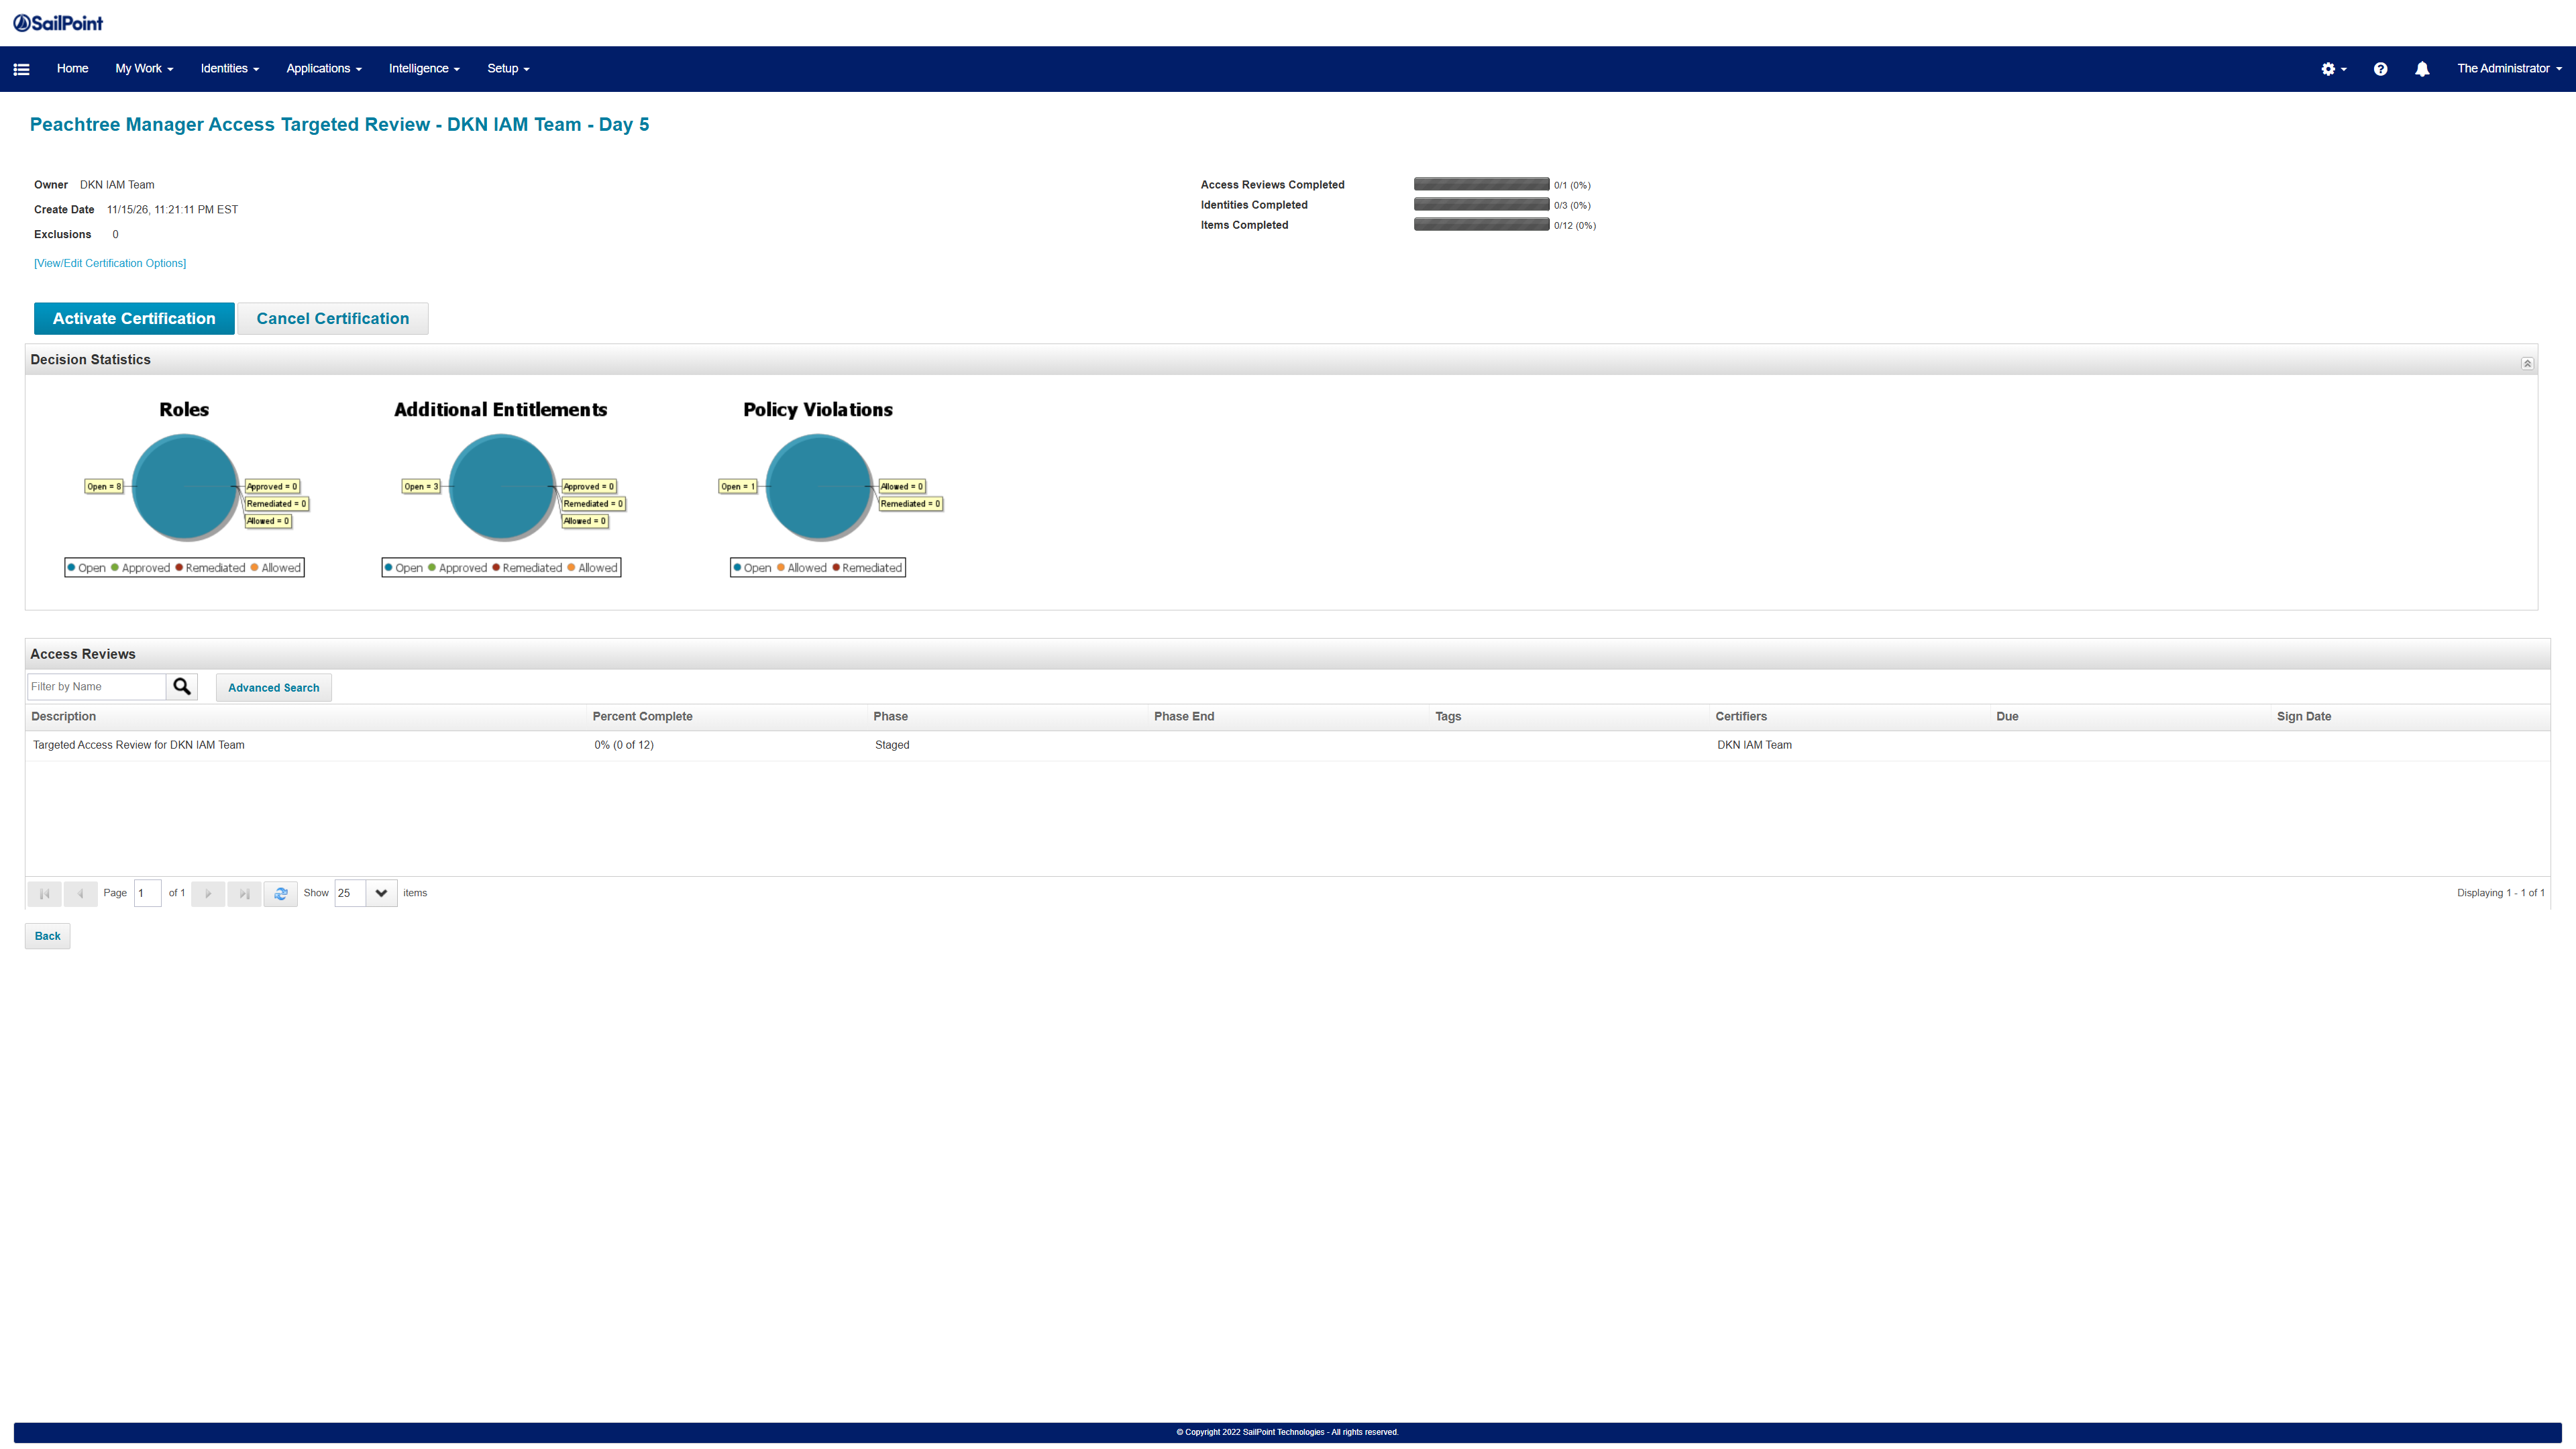 SailPoint
Home My Work Identities Applications Intelligence Setup The Administrator
Peachtree Manager Access Targeted Review - DKN IAM Team - Day 5
Owner DKN IAM Team
Create Date 11/15/26, 11:21:11 PM EST
Exclusions 0
[View/Edit Certification Options]
Access Reviews Completed 0/1 (0%)
Identities Completed 0/3 (0%)
Items Completed 0/12 (0%)
Activate Certification Cancel Certification
Decision Statistics
Roles
Open = 8
Approved = 0
Remediated = 0
Allowed = 0
Open Approved Remediated Allowed
Additional Entitlements
Open = 3
Approved = 0
Remediated = 0
Allowed = 0
Open Approved Remediated Allowed
Policy Violations
Open = 1
Allowed = 0
Remediated = 0
Open Allowed Remediated
Access Reviews
Filter by Name Advanced Search
Description Percent Complete Phase Phase End Tags Certifiers Due Sign Date
Targeted Access Review for DKN IAM Team 0% (0 of 12) Staged DKN IAM Team
Page 1 of 1 Show 25 items Displaying 1 - 1 of 1
Back
© Copyright 2022 SailPoint Technologies - All rights reserved.